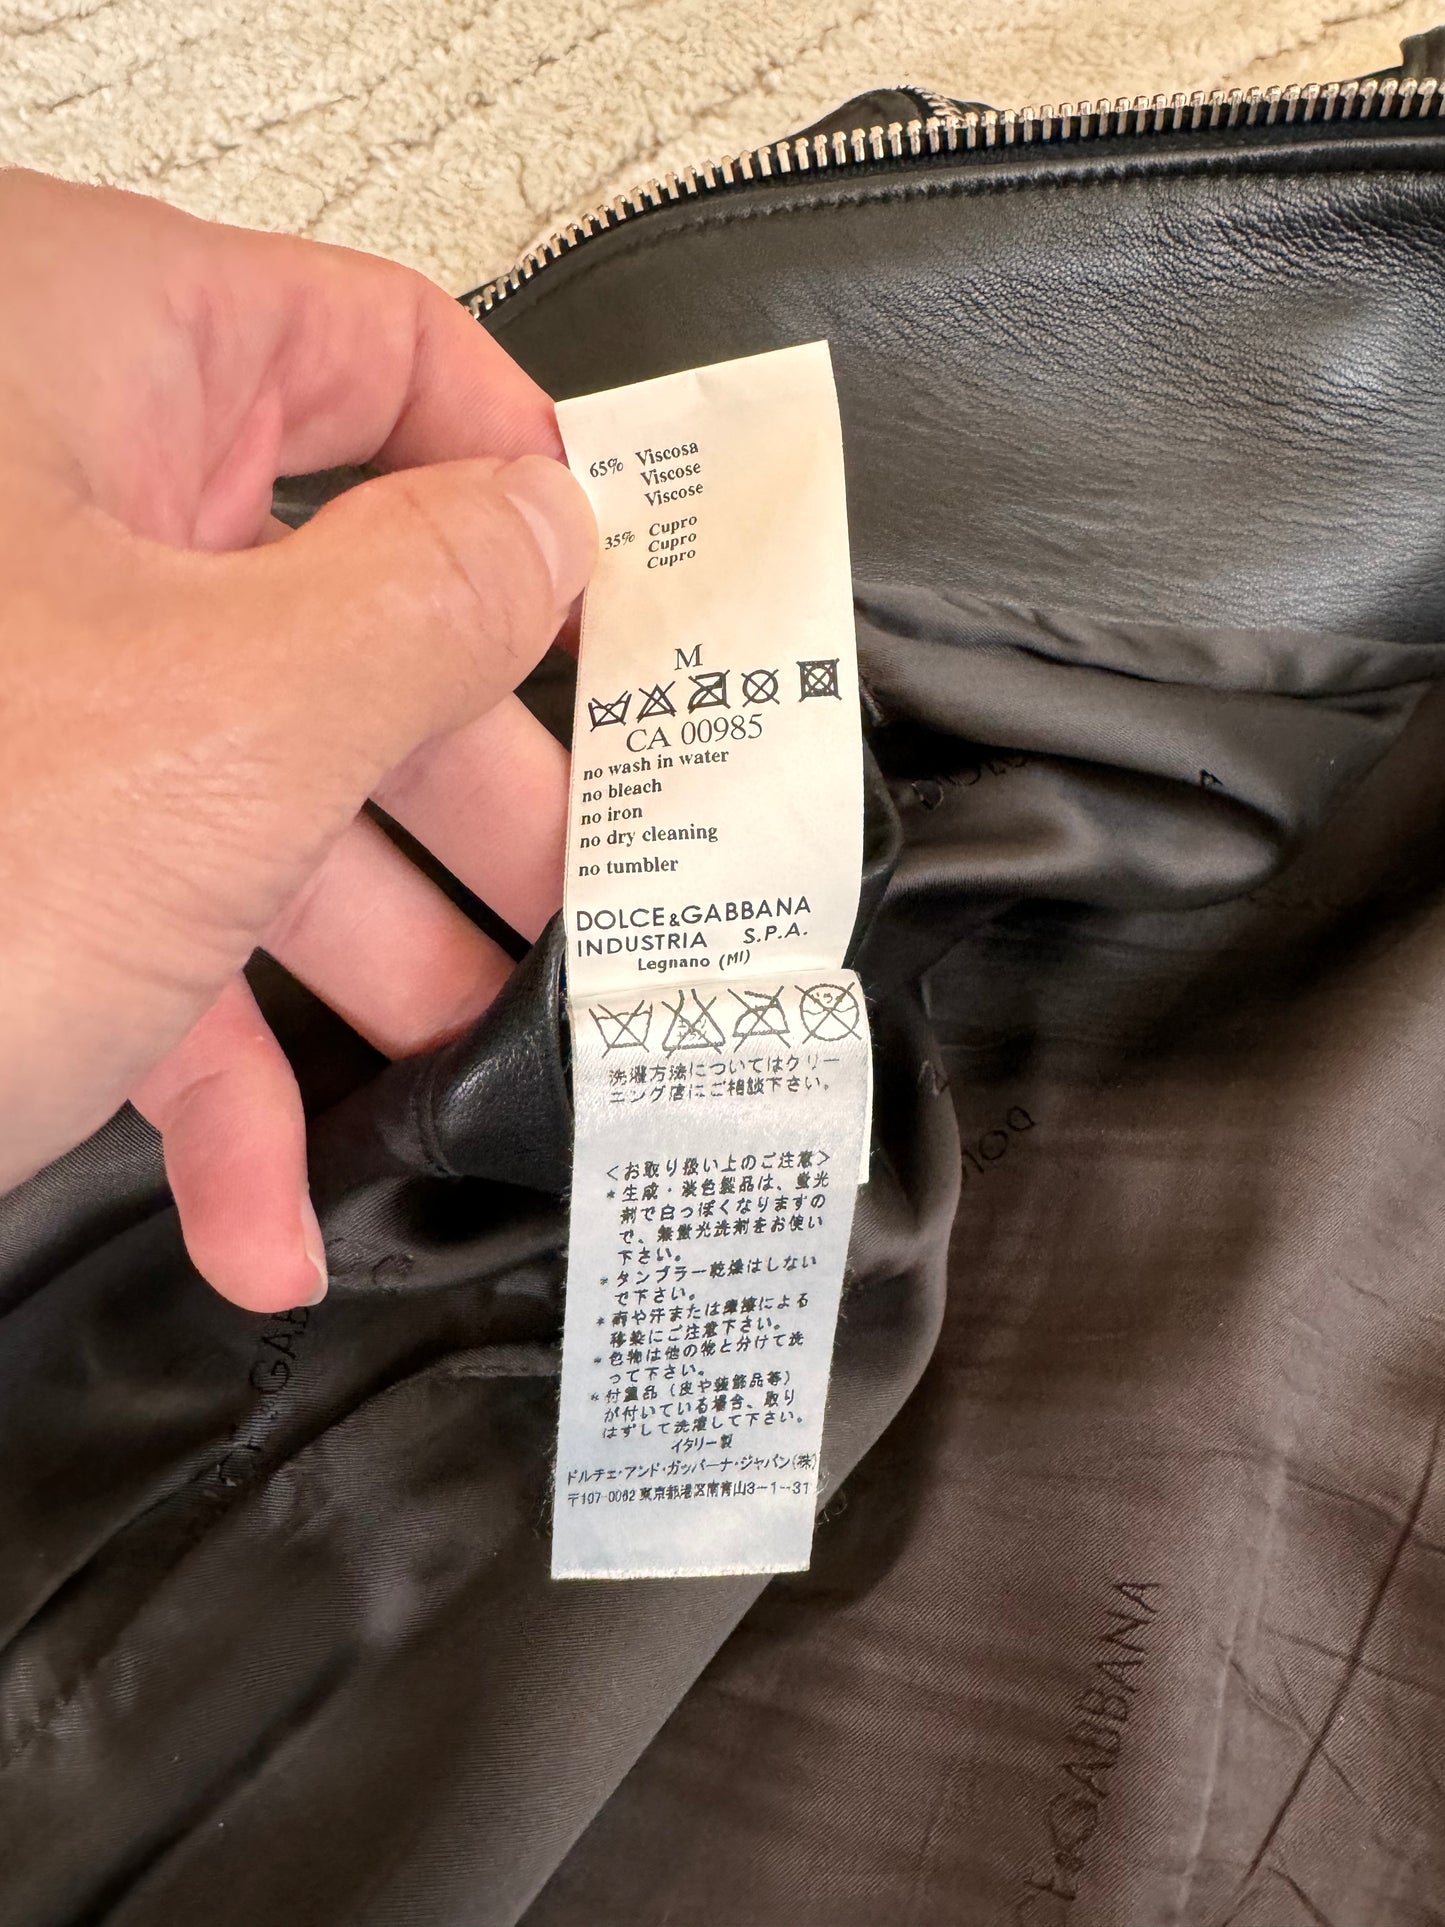 65% Viscosa
Viscose
Viscose
35% Cupro
Cupro
Cupro
M
CA 00985
no wash in water
no bleach
no iron
no dry cleaning
no tumbler
DOLCE&GABBANA
INDUSTRIA S.P.A.
Legnano (MI)
洗濯方法についてはクリー
ニング店にご相談下さい。
<お取り扱い上のご注意>
*生成・淡色製品は、蛍光
剤で白っぽくなりますの
で、無蛍光洗剤をお使い
下さい。
*タンブラー乾燥はしない
で下さい。
*雨や汗または摩擦による
移染にご注意下さい。
*色物は他の物と分けて洗
って下さい。
*付属品(皮や装飾品等)
が付いている場合、取り
はずして洗濯して下さい。
イタリー製
ドルチェ・アンド・ガッバーナ・ジャパン(株)
〒107-0062 東京都港区南青山3-1-31
GABBANA